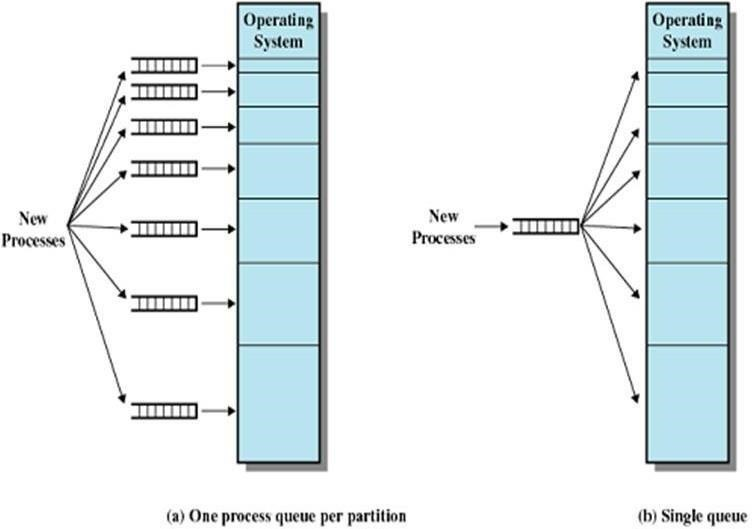 Operating
System
New
Processes
(a) One process queue per partition
Operating
System
New
Processes
(b) Single queue